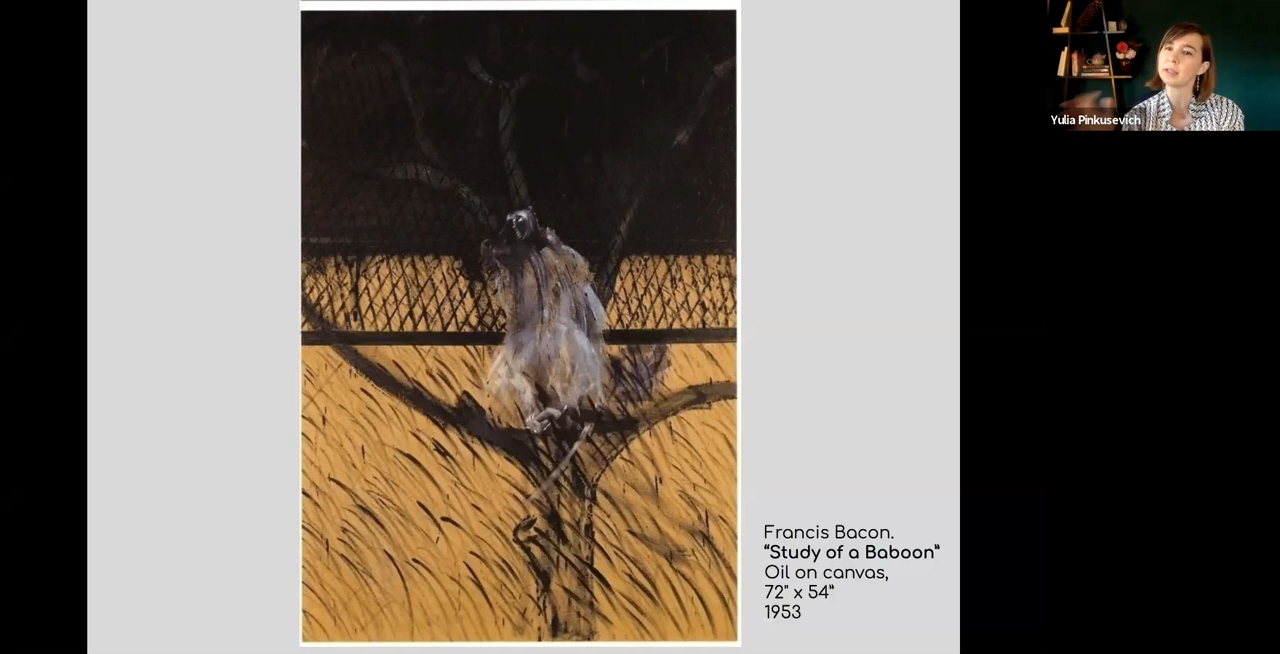 Yulia Pinkusevich
Francis Bacon.
“Study of a Baboon”
Oil on canvas,
72" x 54”
1953